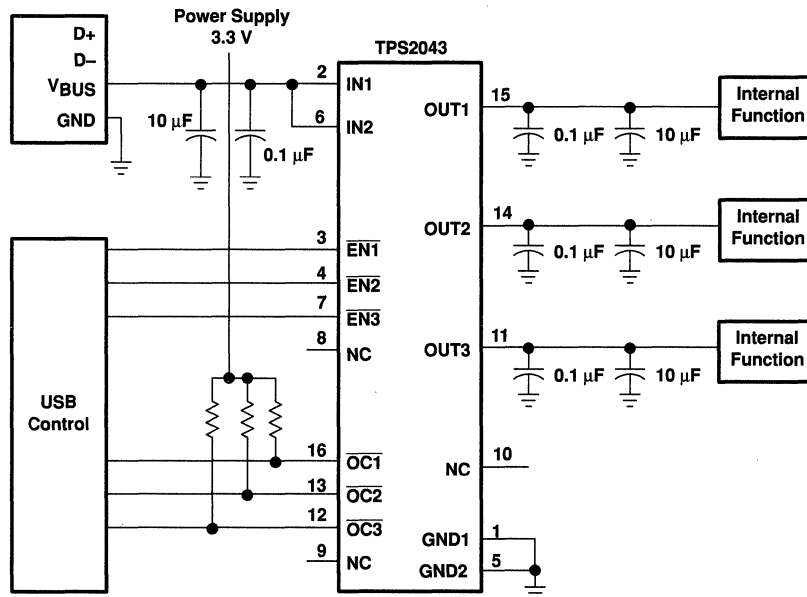 Power Supply
3.3 V
D+
D–
VBUS
GND
10 μF
0.1 μF
TPS2043
2
IN1
6
IN2
3
EN1
4
EN2
7
EN3
8
NC
16
OC1
13
OC2
12
OC3
9
NC
USB
Control
OUT1
15
0.1 μF
10 μF
Internal
Function
OUT2
14
0.1 μF
10 μF
Internal
Function
OUT3
11
0.1 μF
10 μF
Internal
Function
NC
10
GND1
1
GND2
5